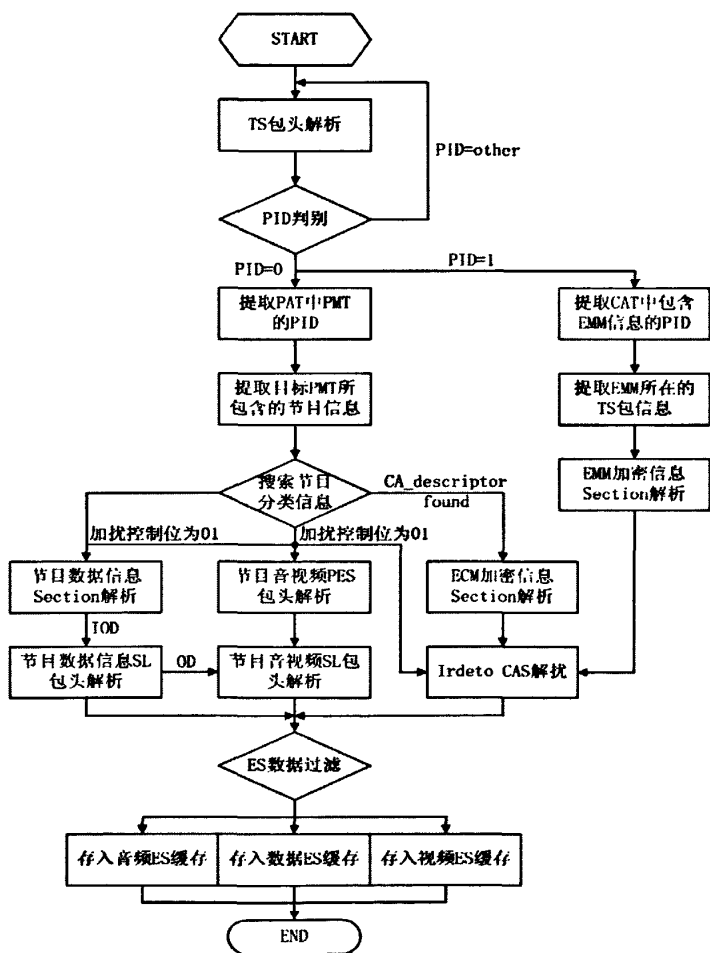 START
TS包头解析
PID=other
PID判别
PID=0
PID=1
提取PAT中PMT
的PID
提取CAT中包含
EMM信息的PID
提取目标PMT所
包含的节目信息
提取EMM所在的
TS包信息
搜索节目
分类信息
CA_descriptor
found
EMM加密信息
Section解析
加扰控制位为01
加扰控制位为01
节目数据信息
Section解析
节目音视频PES
包头解析
ECM加密信息
Section解析
IOD
节目数据信息SL
包头解析
OD
节目音视频SL包
头解析
Irdeto CAS解扰
ES数据过滤
存入音频ES缓存
存入数据ES缓存
存入视频ES缓存
END